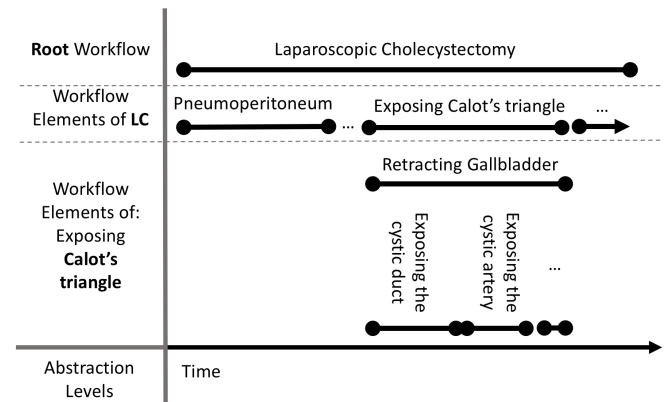 Root Workflow
Laparoscopic Cholecystectomy
Workflow
Elements of LC
Pneumoperitoneum
...
Exposing Calot’s triangle
...
Workflow
Elements of:
Exposing
Calot’s
triangle
Retracting Gallbladder
Exposing the
cystic duct
Exposing the
cystic artery
...
Abstraction
Levels
Time